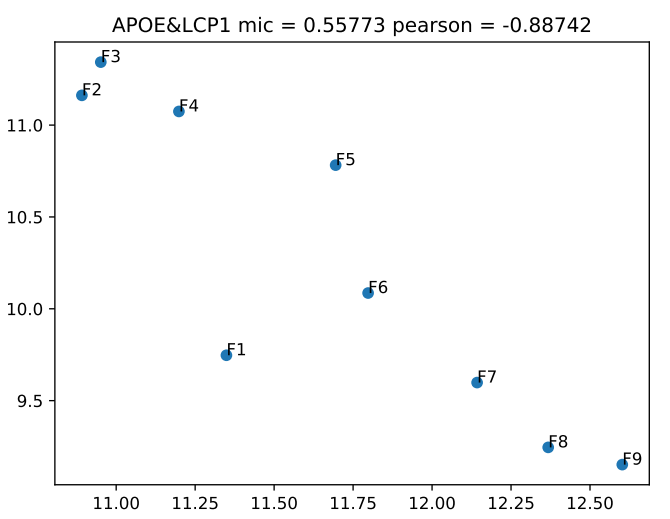 APOE&LCP1 mic = 0.55773 pearson = -0.88742
F3
F2
F4
11.0
F5
10.5
F6
10.0
F1
F7
9.5
F8
F9
11.00 11.25 11.50 11.75 12.00 12.25 12.50